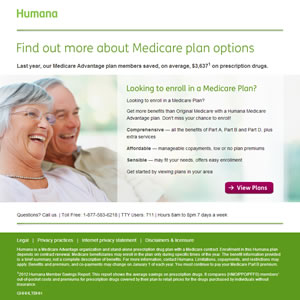 Humana
Find out more about Medicare plan options
Last year, our Medicare Advantage plan members saved, on average, $3,637¹ on prescription drugs.
Looking to enroll in a Medicare Plan?
Looking to enroll in a Medicare Plan?
Get more benefits than Original Medicare with a Humana Medicare
Advantage plan. Don't miss your chance to enroll!
Comprehensive — all the benefits of Part A, Part B and Part D, plus
extra services
Affordable — manageable copayments, low or no plan premiums
Sensible — may fit your needs, offers easy enrollment
Get started by viewing plans in your area
View Plans
Questions? Call us | Toll Free: 1-877-583-6218 | TTY Users: 711 | Hours 8am to 8pm 7 days a week
Legal | Privacy practices | Internet privacy statement | Disclaimers & licensure
Humana is a Medicare Advantage organization and stand-alone prescription drug plan with a Medicare contract. Enrollment in this Humana plan
depends on contract renewal. Medicare beneficiaries may enroll in the plan only during specific times of the year. The benefit information provided
is a brief summary, not a complete description of benefits. For more information, contact Humana. Limitations, copayments, and restrictions may
apply. Benefits and premium, and co-payments may change on January 1 of each year. You must continue to pay your Medicare Part B premium.
¹2012 Humana Member Savings Report. This report shows the average savings on prescription drugs. It compares
out-of-pocket costs and premiums for prescription drugs covered by their plan to retail prices for the drugs purchased by individuals without
insurance.